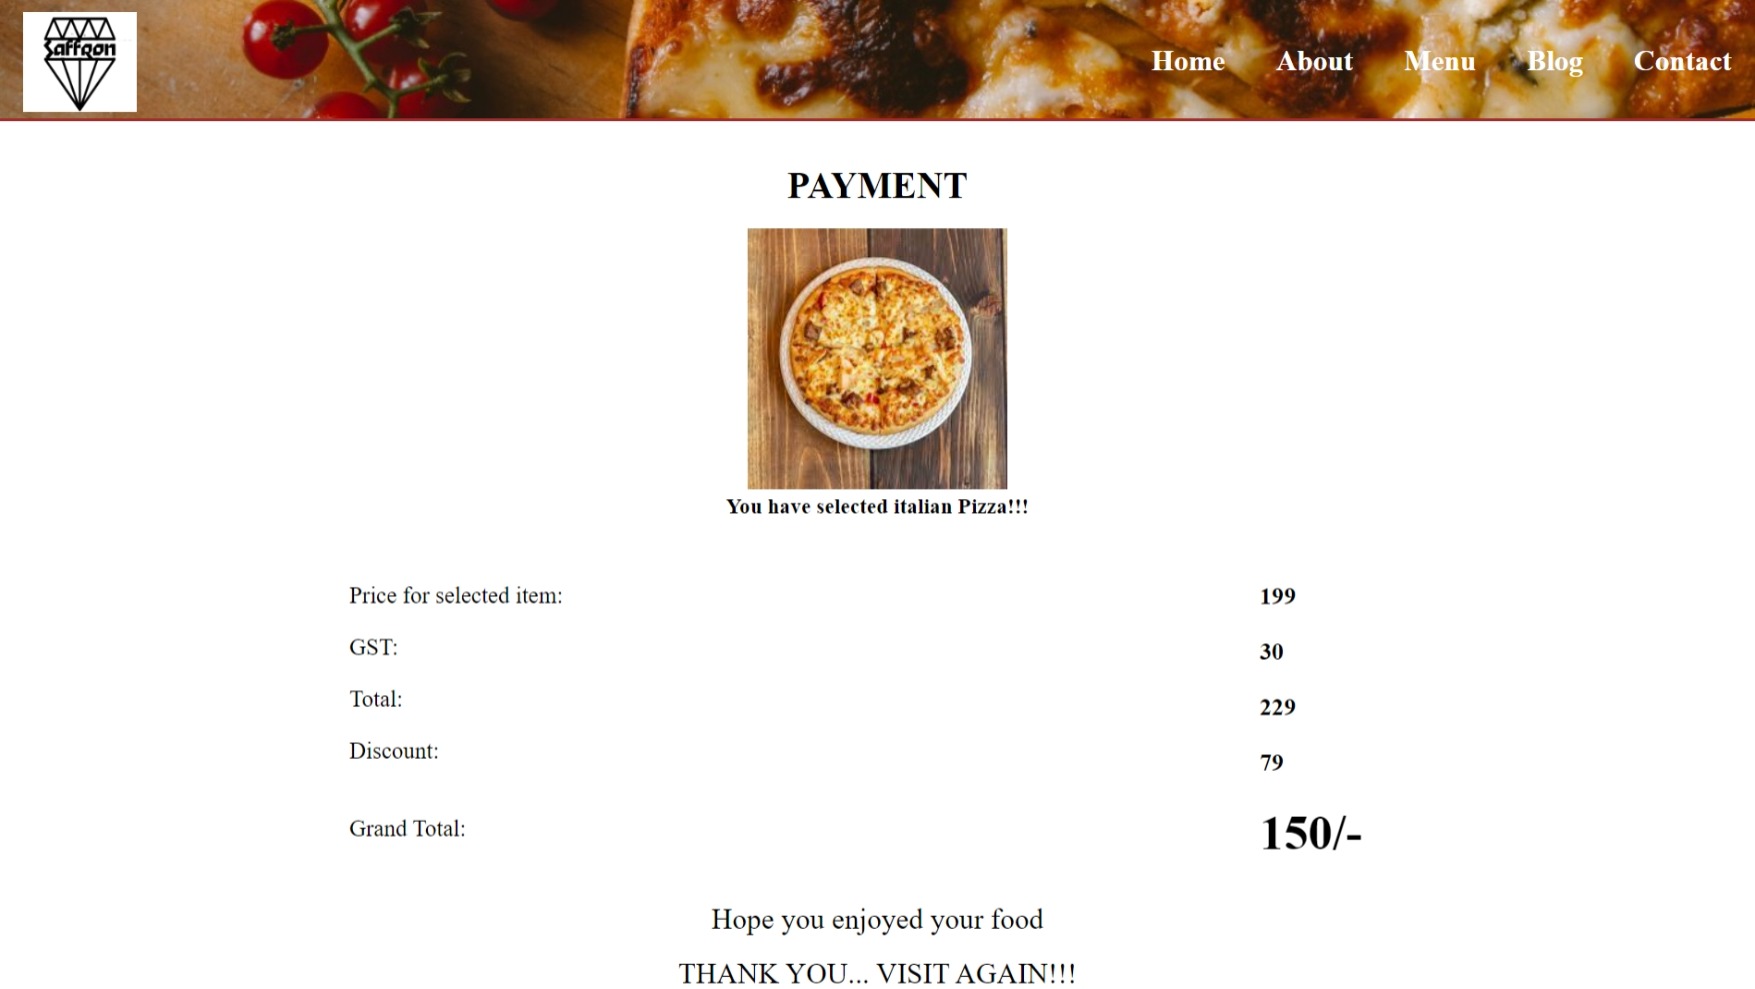 Saffron
Home About Menu Blog Contact
PAYMENT
You have selected italian Pizza!!!
Price for selected item: 199
GST: 30
Total: 229
Discount: 79
Grand Total: 150/-
Hope you enjoyed your food
THANK YOU... VISIT AGAIN!!!